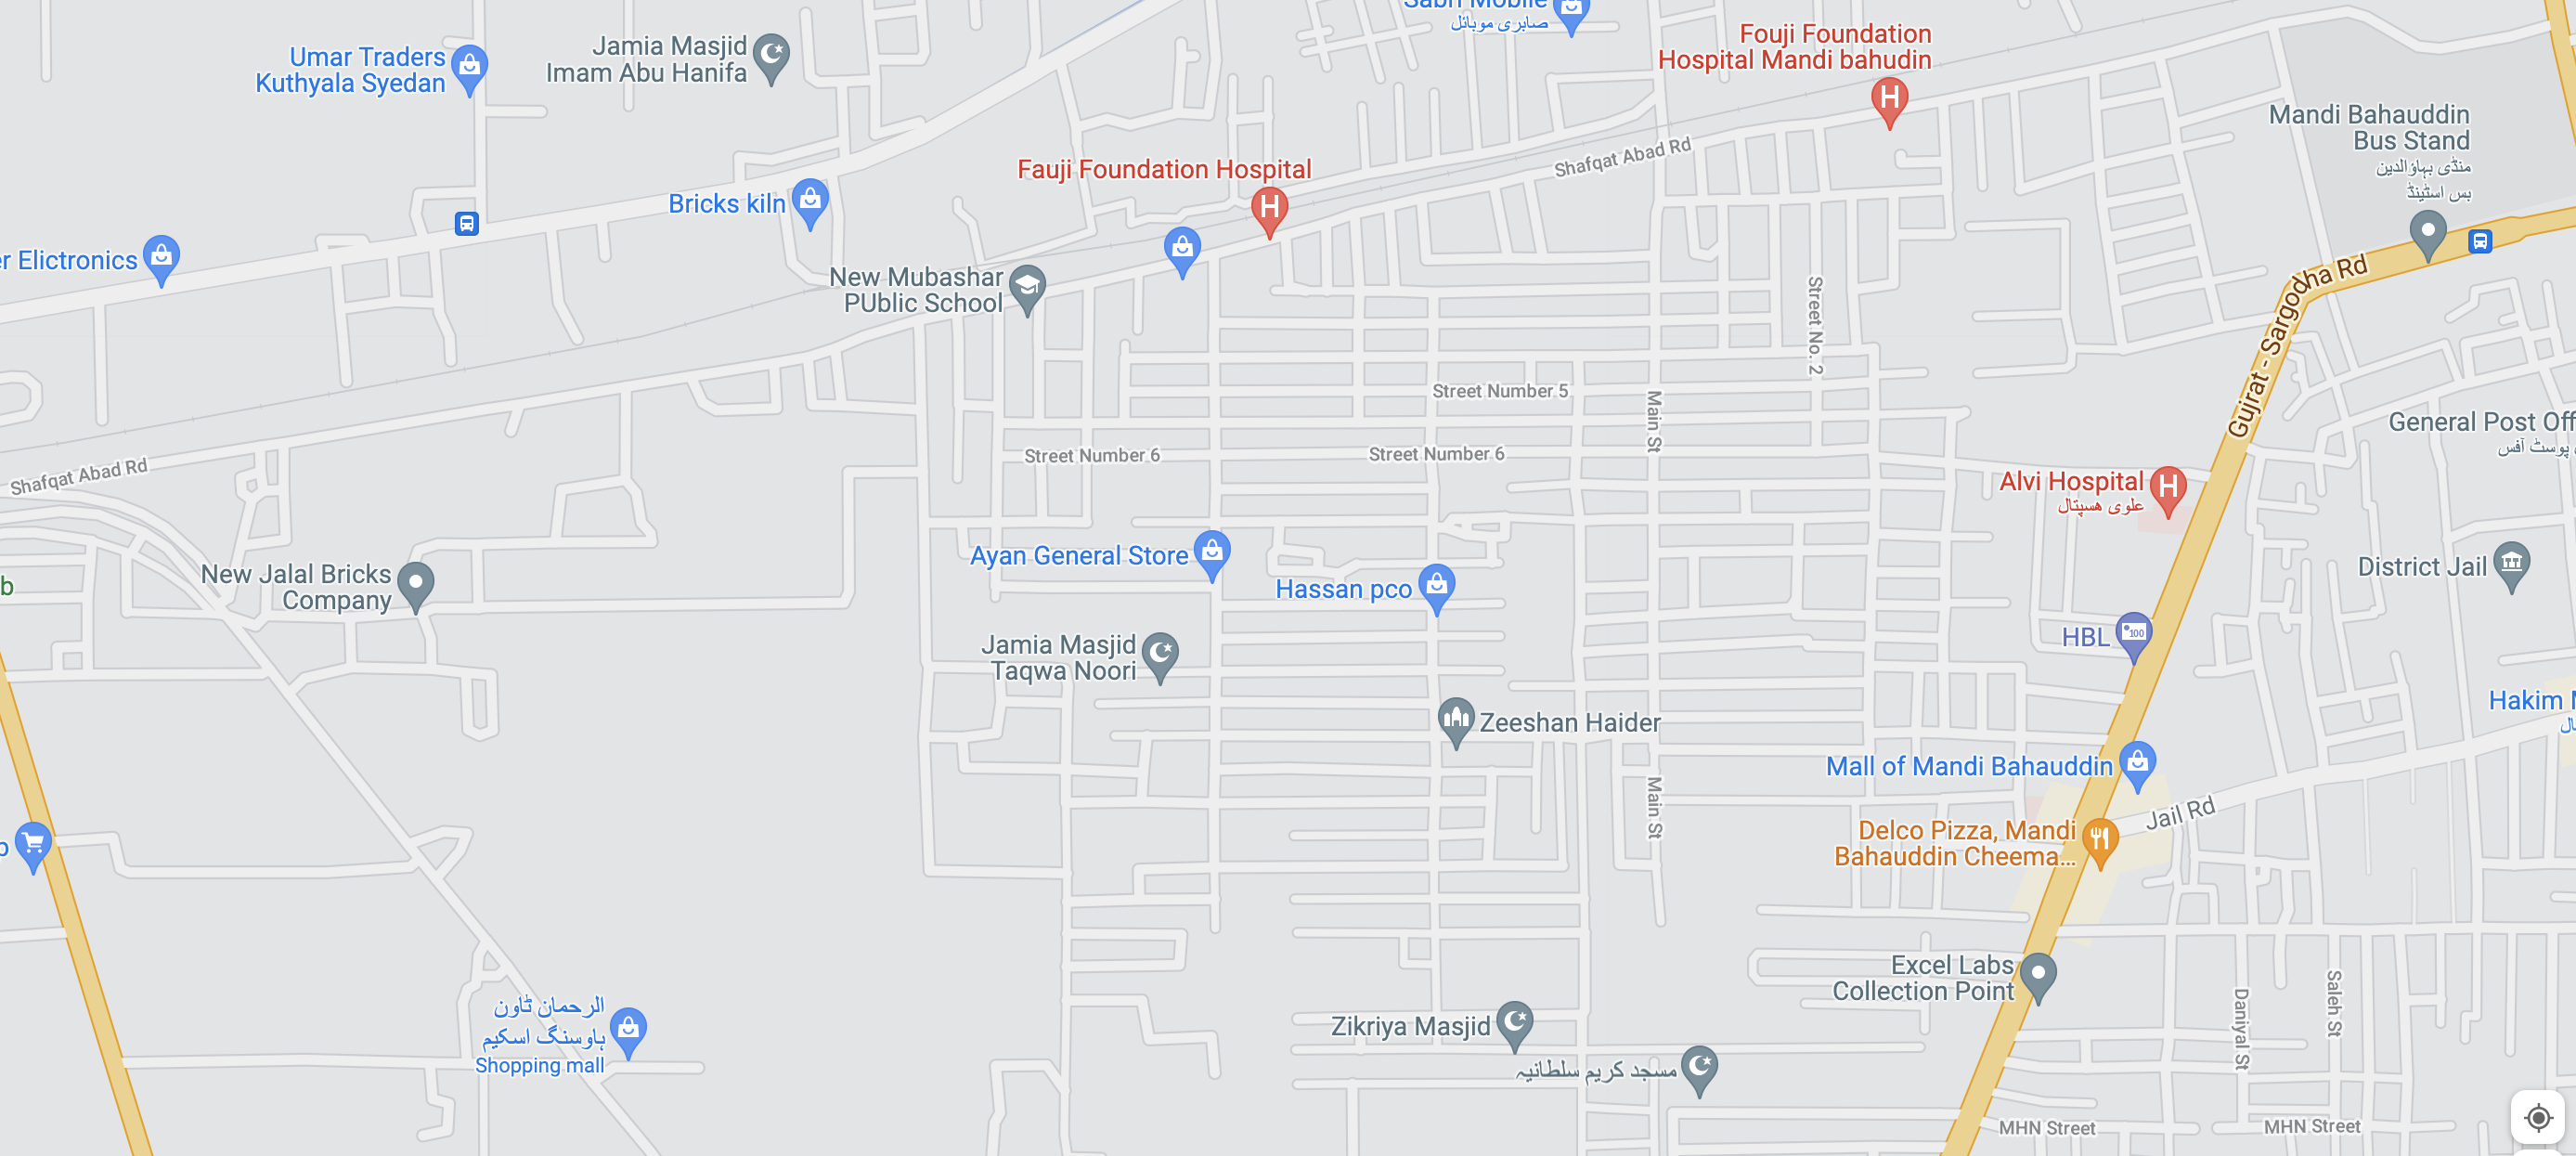 Sabri Mobile
صابری موبائل
Fouji Foundation
Hospital Mandi bahudin
Umar Traders
Kuthyala Syedan
Jamia Masjid
Imam Abu Hanifa
Mandi Bahauddin
Bus Stand
منڈی بہاؤالدین
بس اسٹینڈ
Shafqat Abad Rd
Fauji Foundation Hospital
Bricks kiln
er Elictronics
New Mubashar
PUblic School
Gujrat - Sargodha Rd
Street No. 2
Street Number 5
Main St
General Post Off
پوسٹ آفس
Street Number 6
Street Number 6
Shafqat Abad Rd
Alvi Hospital
علوی هسپتال
Ayan General Store
District Jail
New Jalal Bricks
Company
b
Hassan pco
HBL
100
Jamia Masjid
Taqwa Noori
Hakim
Zeeshan Haider
Mall of Mandi Bahauddin
Main St
Jail Rd
Delco Pizza, Mandi
Bahauddin Cheema...
p
Excel Labs
Collection Point
الرحمان ٹاون
ہاوسنگ اسکیم
Shopping mall
Zikriya Masjid
مسجد کریم سلطانیہ
Daniyal St
Saleh St
MHN Street
MHN Street